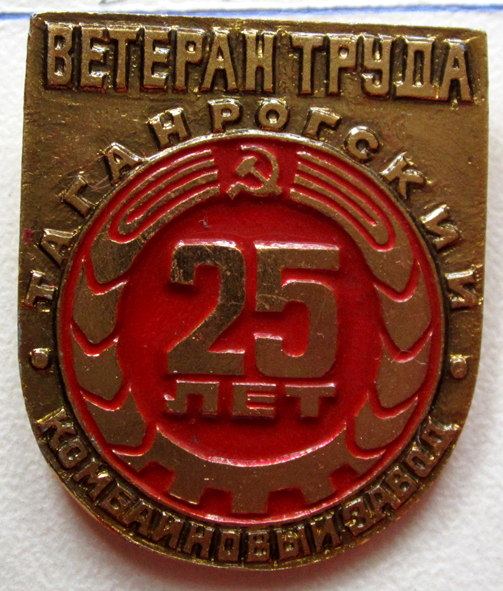 ВЕТЕРАН ТРУДА
ТАГАНРОГСКИЙ
25
ЛЕТ
КОМБАЙНОВЫЙ ЗАВОД